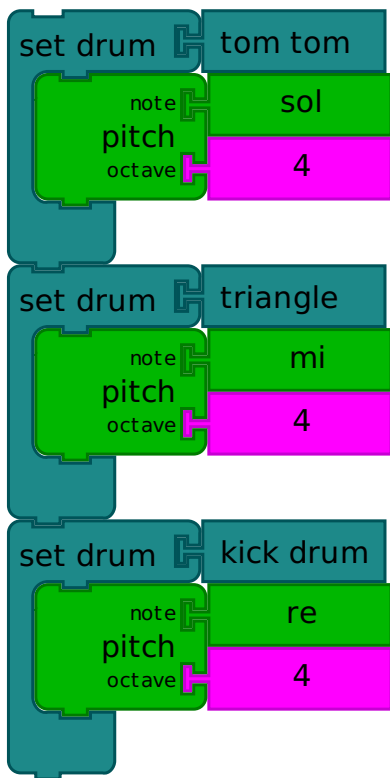 set drum tom tom
note sol
pitch
octave 4
set drum triangle
note mi
pitch
octave 4
set drum kick drum
note re
pitch
octave 4